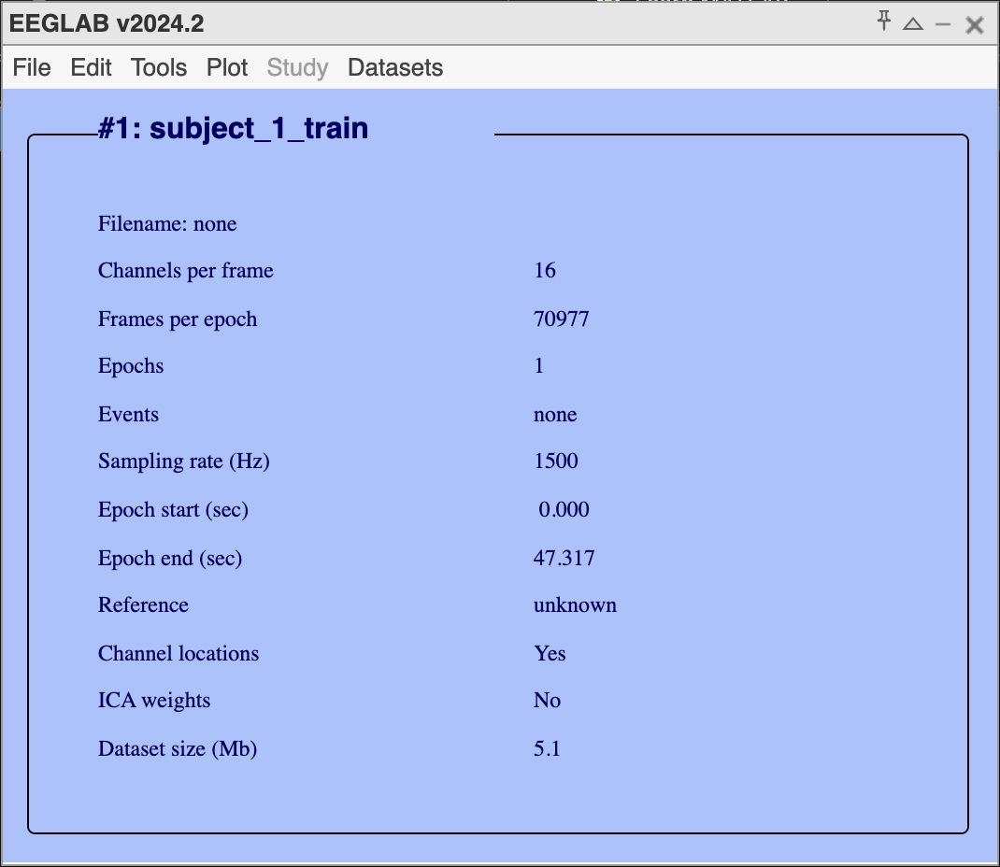 EEGLAB v2024.2
File Edit Tools Plot Study Datasets
#1: subject_1_train
Filename: none
Channels per frame 16
Frames per epoch 70977
Epochs 1
Events none
Sampling rate (Hz) 1500
Epoch start (sec) 0.000
Epoch end (sec) 47.317
Reference unknown
Channel locations Yes
ICA weights No
Dataset size (Mb) 5.1